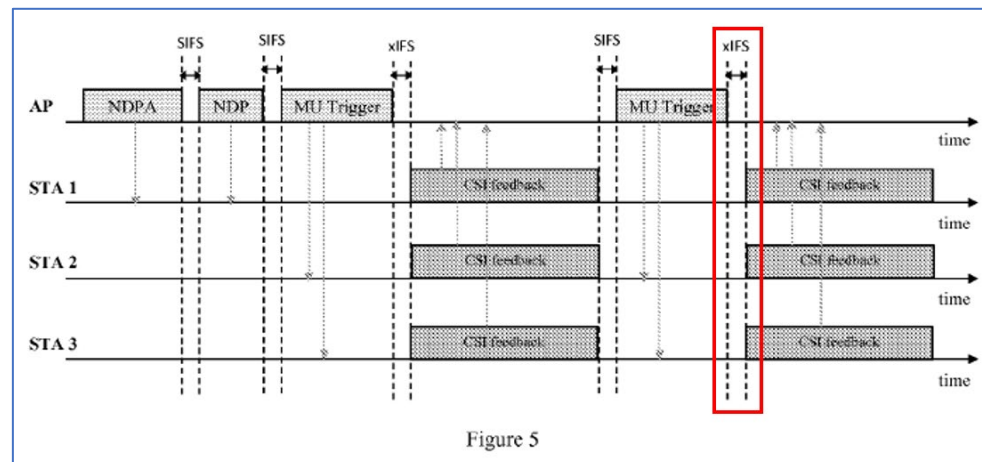 SIFS SIFS xIFS SIFS xIFS
AP NDPA NDP MU Trigger MU Trigger
time
STA 1 CSI feedback CSI feedback
time
STA 2 CSI feedback CSI feedback
time
STA 3 CSI feedback CSI feedback
time
Figure 5